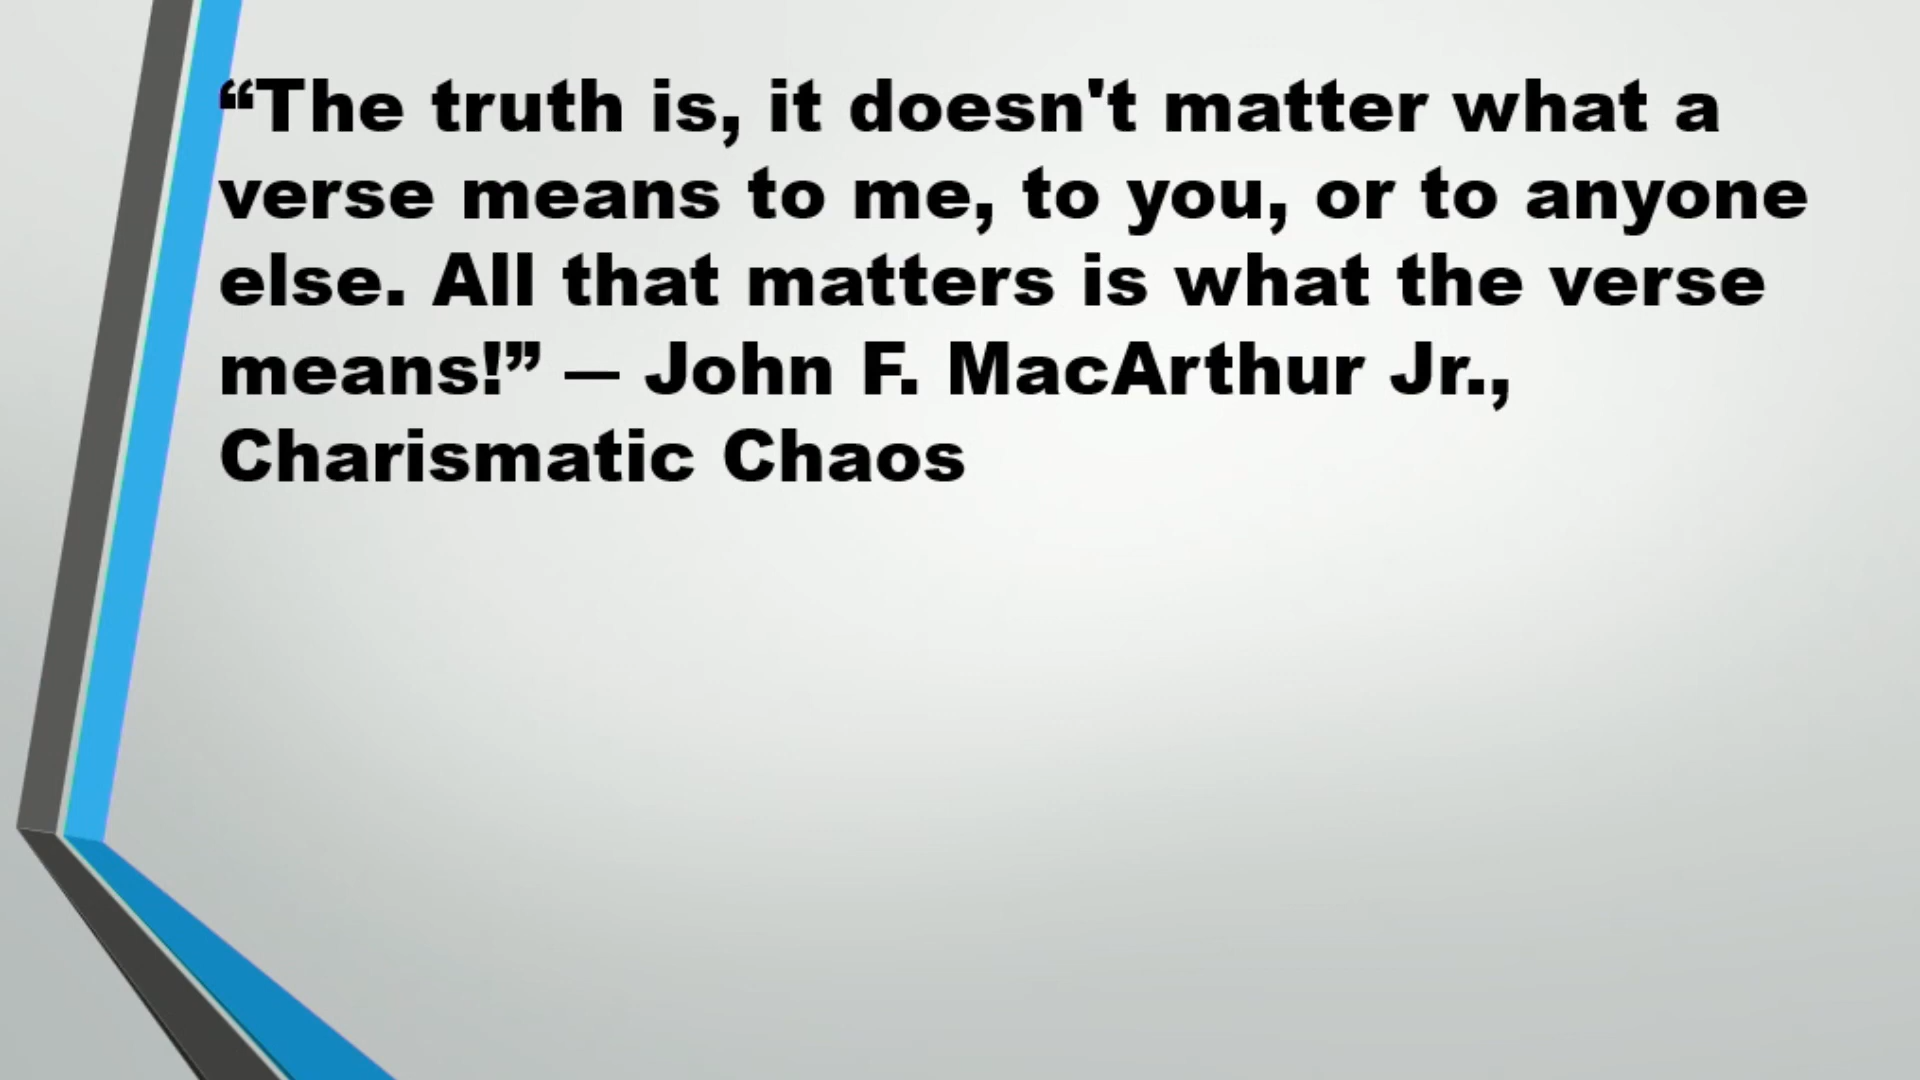 “The truth is, it doesn't matter what a
verse means to me, to you, or to anyone
else. All that matters is what the verse
means!” — John F. MacArthur Jr.,
Charismatic Chaos